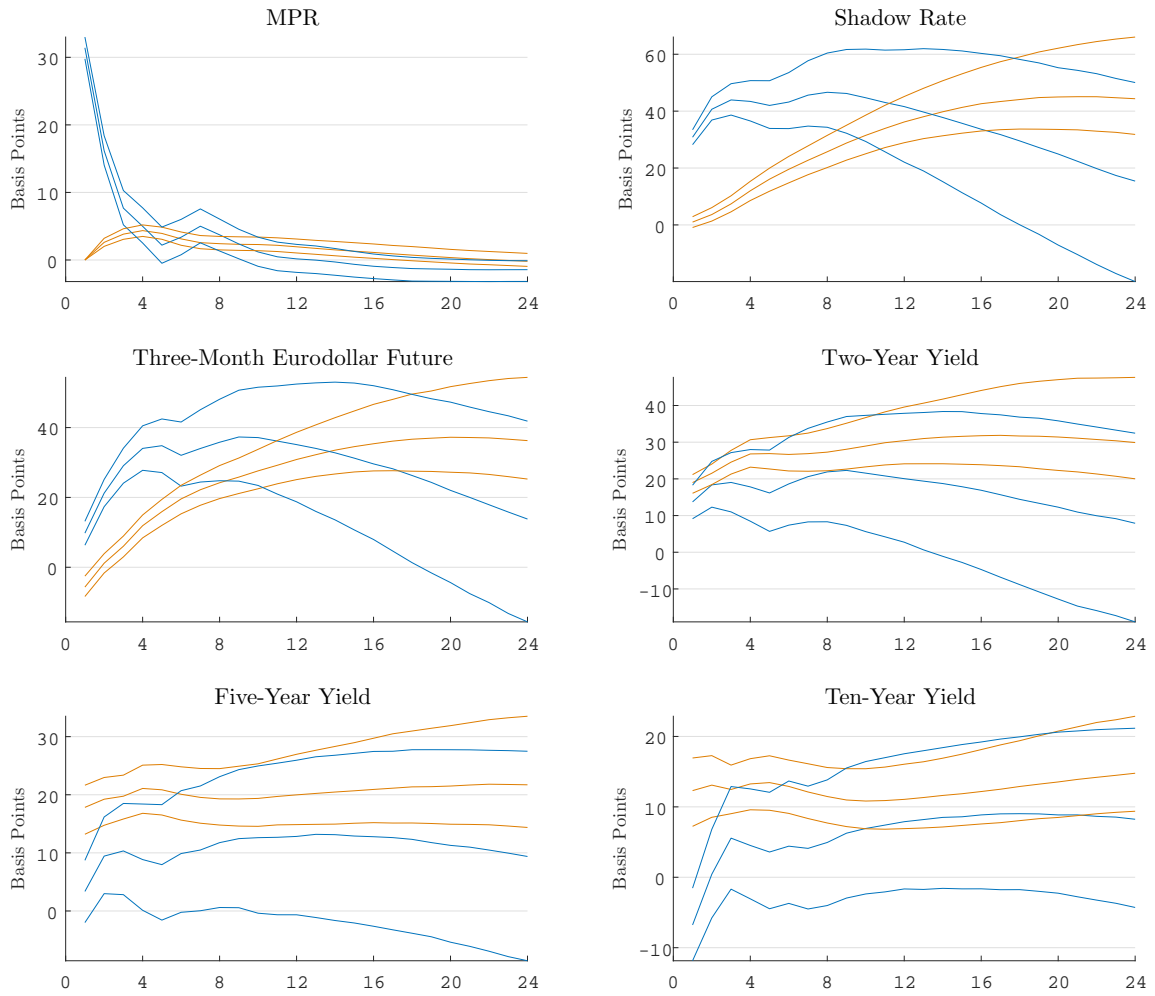 MPR
Basis Points
30
20
10
0
0 4 8 12 16 20 24
Shadow Rate
Basis Points
60
40
20
0
0 4 8 12 16 20 24
Three-Month Eurodollar Future
Basis Points
40
20
0
0 4 8 12 16 20 24
Two-Year Yield
Basis Points
40
30
20
10
0
-10
0 4 8 12 16 20 24
Five-Year Yield
Basis Points
30
20
10
0
0 4 8 12 16 20 24
Ten-Year Yield
Basis Points
20
10
0
-10
0 4 8 12 16 20 24